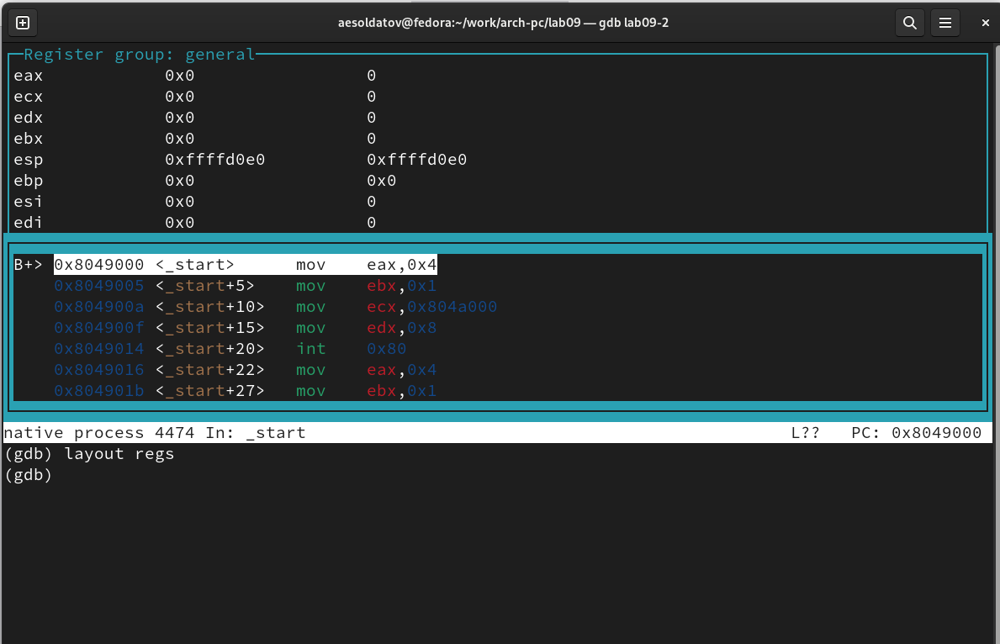 aesoldatov@fedora:~/work/arch-pc/lab09 — gdb lab09-2
Register group: general
eax 0x0 0
ecx 0x0 0
edx 0x0 0
ebx 0x0 0
esp 0xffffd0e0 0xffffd0e0
ebp 0x0 0x0
esi 0x0 0
edi 0x0 0
B+> 0x8049000 <_start> mov eax,0x4
0x8049005 <_start+5> mov ebx,0x1
0x804900a <_start+10> mov ecx,0x804a000
0x804900f <_start+15> mov edx,0x8
0x8049014 <_start+20> int 0x80
0x8049016 <_start+22> mov eax,0x4
0x804901b <_start+27> mov ebx,0x1
native process 4474 In: _start L?? PC: 0x8049000
(gdb) layout regs
(gdb)